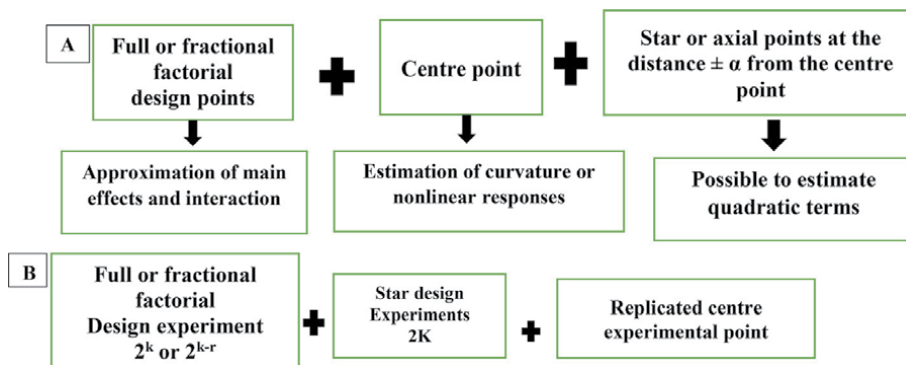 A
Full or fractional
factorial
design points
Centre point
Star or axial points at the
distance ± α from the centre
point
Approximation of main
effects and interaction
Estimation of curvature or
nonlinear responses
Possible to estimate
quadratic terms
B
Full or fractional
factorial
Design experiment
2ᵏ or 2ᵏ⁻ʳ
Star design
Experiments
2K
Replicated centre
experimental point